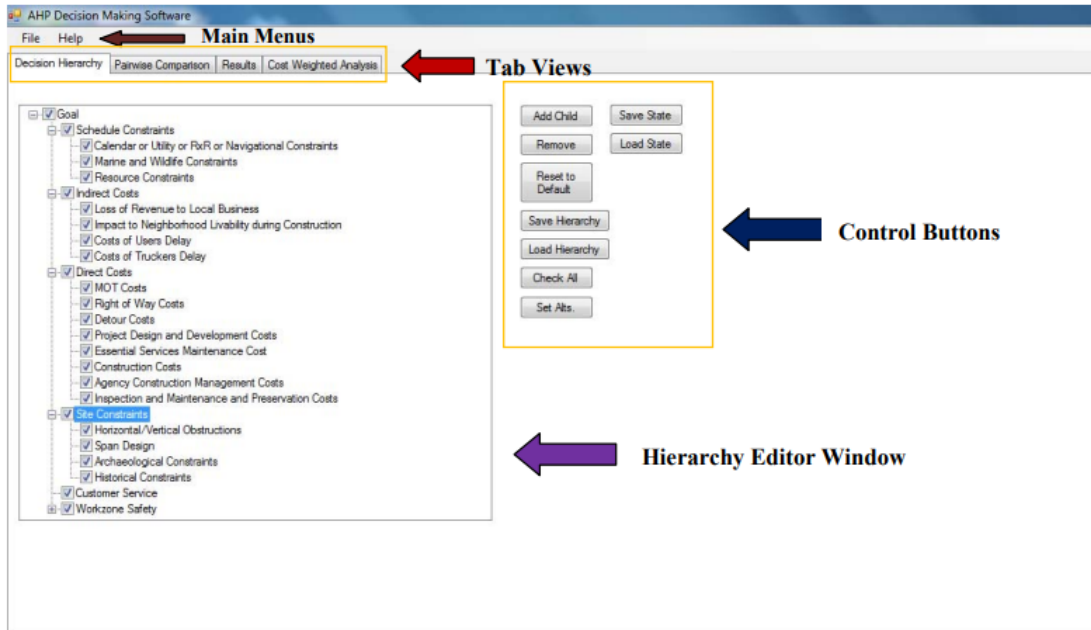 AHP Decision Making Software
File Help Main Menus
Decision Hierarchy Pairwise Comparison Results Cost Weighted Analysis Tab Views
Goal
Schedule Constraints
Calendar or Utility or RxR or Navigational Constraints
Marine and Wildlife Constraints
Resource Constraints
Indirect Costs
Loss of Revenue to Local Business
Impact to Neighborhood Livability during Construction
Costs of Users Delay
Costs of Truckers Delay
Direct Costs
MOT Costs
Right of Way Costs
Detour Costs
Project Design and Development Costs
Essential Services Maintenance Cost
Construction Costs
Agency Construction Management Costs
Inspection and Maintenance and Preservation Costs
Site Constraints
Horizontal/Vertical Obstructions
Span Design
Archaeological Constraints
Historical Constraints
Customer Service
Workzone Safety
Add Child Save State
Remove Load State
Reset to
Default
Save Hierarchy
Load Hierarchy
Check All
Set Alts.
Control Buttons
Hierarchy Editor Window